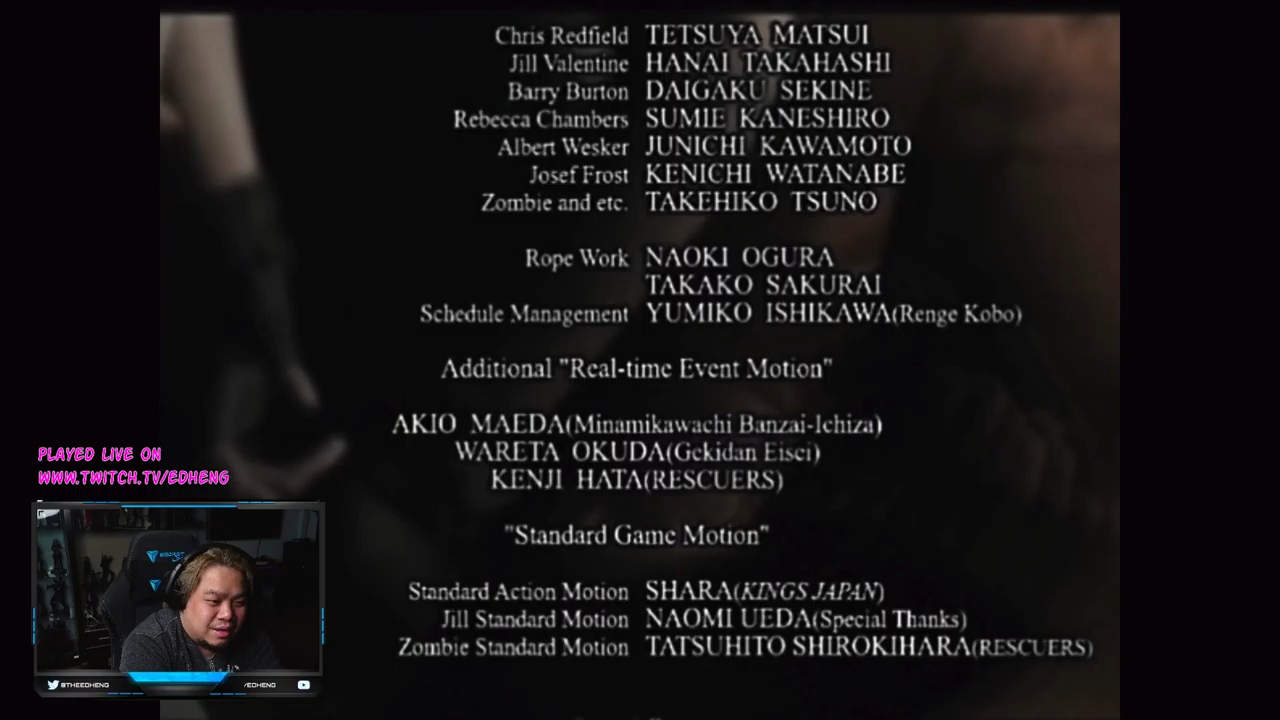 Chris Redfield TETSUYA MATSUI
Jill Valentine HANAI TAKAHASHI
Barry Burton DAIGAKU SEKINE
Rebecca Chambers SUMIE KANESHIRO
Albert Wesker JUNICHI KAWAMOTO
Josef Frost KENICHI WATANABE
Zombie and etc. TAKEHIKO TSUNO
Rope Work NAOKI OGURA
TAKAKO SAKURAI
Schedule Management YUMIKO ISHIKAWA(Renge Kobo)
Additional "Real-time Event Motion"
AKIO MAEDA(Minamikawachi Banzai-Ichiza)
WARETA OKUDA(Gekidan Eisei)
KENJI HATA(RESCUERS)
"Standard Game Motion"
Standard Action Motion SHARA(KINGS JAPAN)
Jill Standard Motion NAOMI UEDA(Special Thanks)
Zombie Standard Motion TATSUHITO SHIROKIHARA(RESCUERS)
PLAYED LIVE ON
WWW.TWITCH.TV/EDHENG
@THEEDHENG
/EDHENG